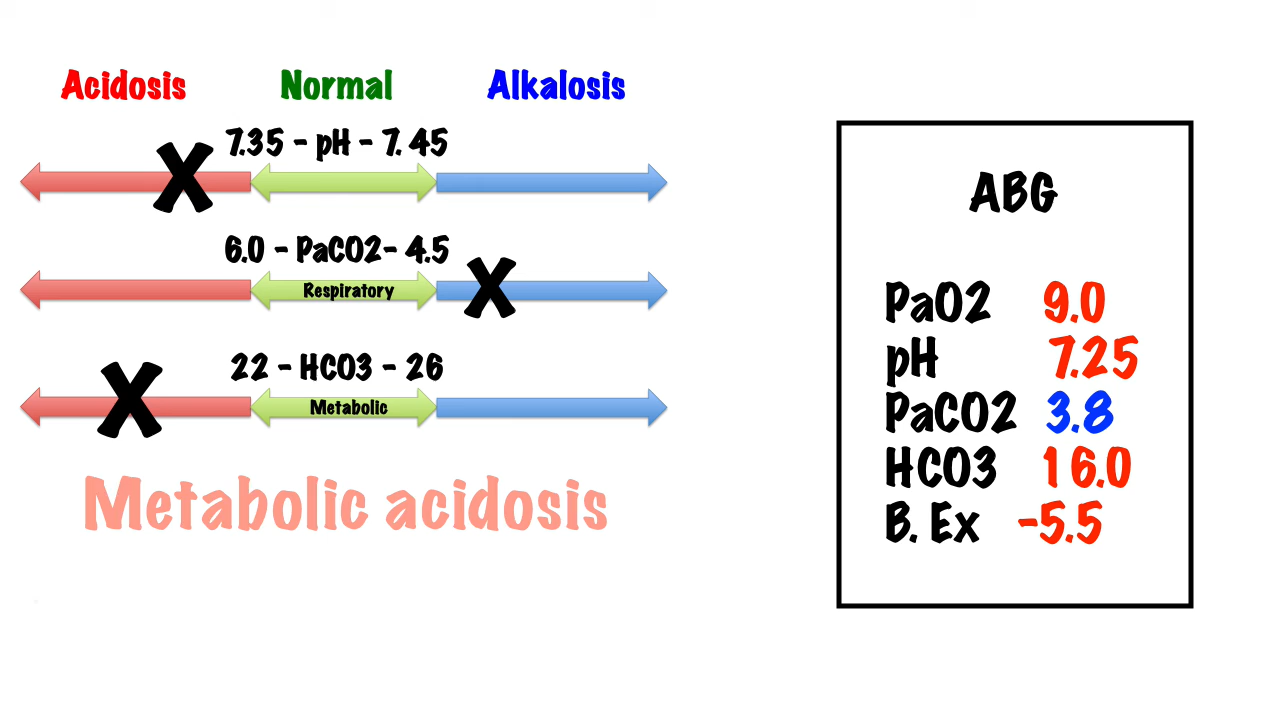 Acidosis Normal Alkalosis
7.35 - pH - 7.45
X
6.0 - PaCO2- 4.5
Respiratory
X
22 - HCO3 - 26
X
Metabolic
Metabolic acidosis
ABG
PaO2 9.0
pH 7.25
PaCO2 3.8
HCO3 16.0
B. Ex -5.5